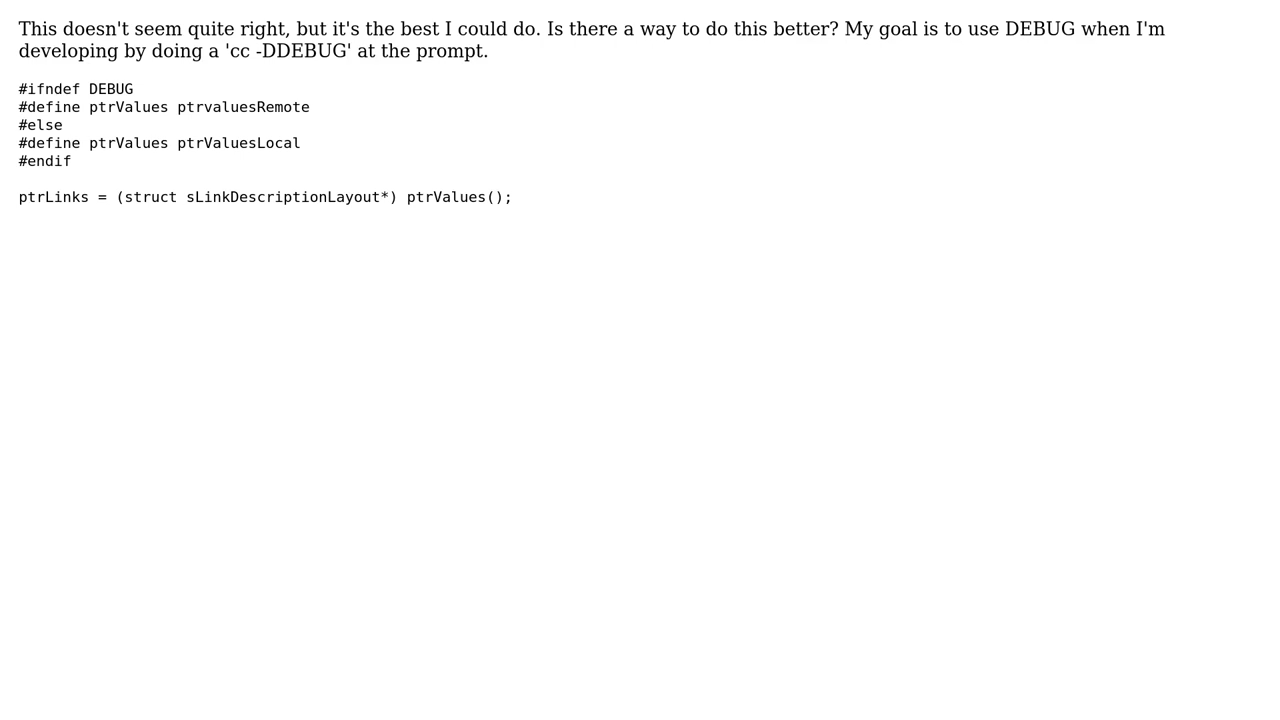 This doesn't seem quite right, but it's the best I could do. Is there a way to do this better? My goal is to use DEBUG when I'm
developing by doing a 'cc -DDEBUG' at the prompt.
#ifndef DEBUG
#define ptrValues ptrvaluesRemote
#else
#define ptrValues ptrValuesLocal
#endif
ptrLinks = (struct sLinkDescriptionLayout*) ptrValues();